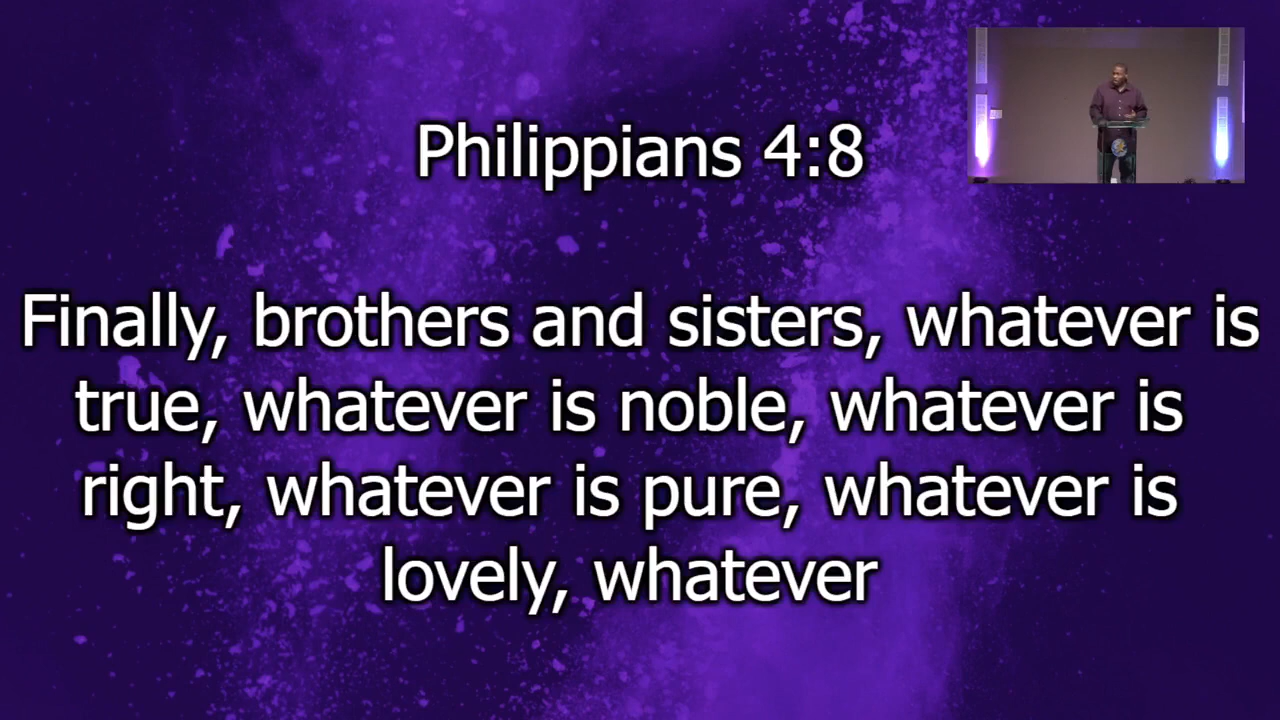 Philippians 4:8
Finally, brothers and sisters, whatever is
true, whatever is noble, whatever is
right, whatever is pure, whatever is
lovely, whatever